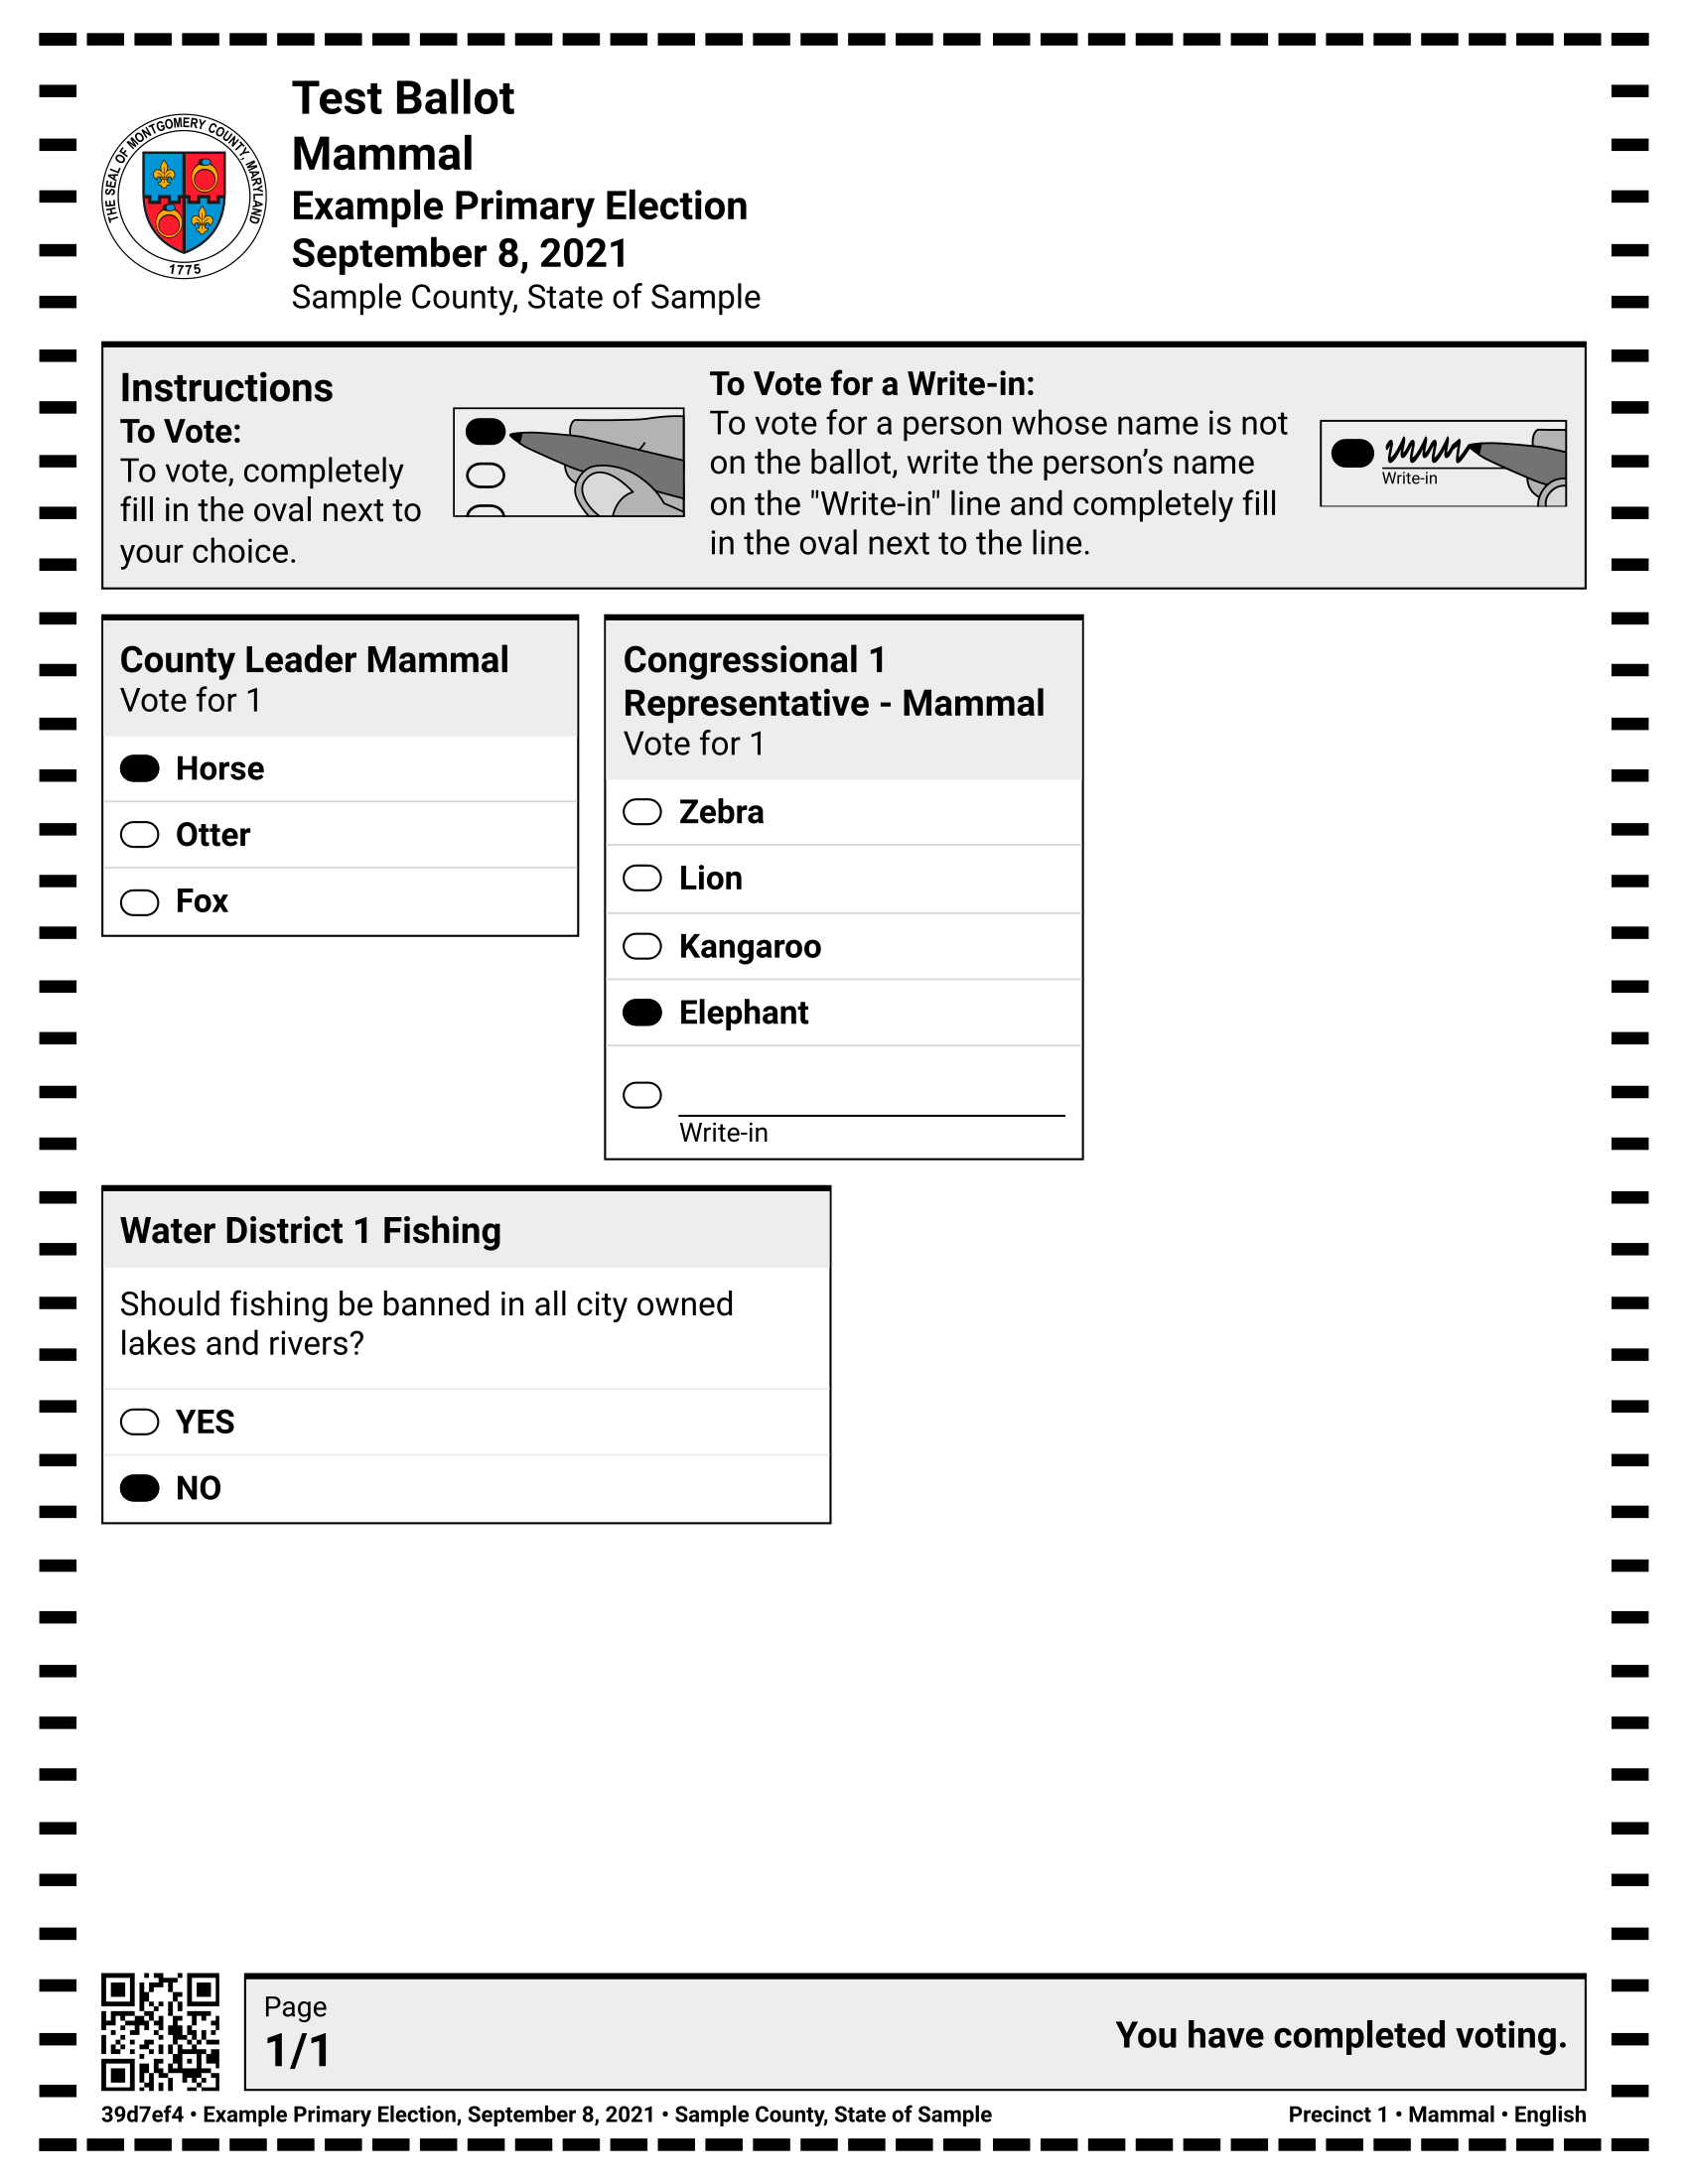 THE SEAL OF MONTGOMERY COUNTY, MARYLAND
1775
Test Ballot
Mammal
Example Primary Election
September 8, 2021
Sample County, State of Sample
Instructions
To Vote:
To vote, completely
fill in the oval next to
your choice.
To Vote for a Write-in:
To vote for a person whose name is not
on the ballot, write the person’s name
on the "Write-in" line and completely fill
in the oval next to the line.
Write-in
County Leader Mammal
Vote for 1
Horse
Otter
Fox
Congressional 1
Representative - Mammal
Vote for 1
Zebra
Lion
Kangaroo
Elephant
Write-in
Water District 1 Fishing
Should fishing be banned in all city owned
lakes and rivers?
YES
NO
Page
1/1
You have completed voting.
39d7ef4 • Example Primary Election, September 8, 2021 • Sample County, State of Sample
Precinct 1 • Mammal • English